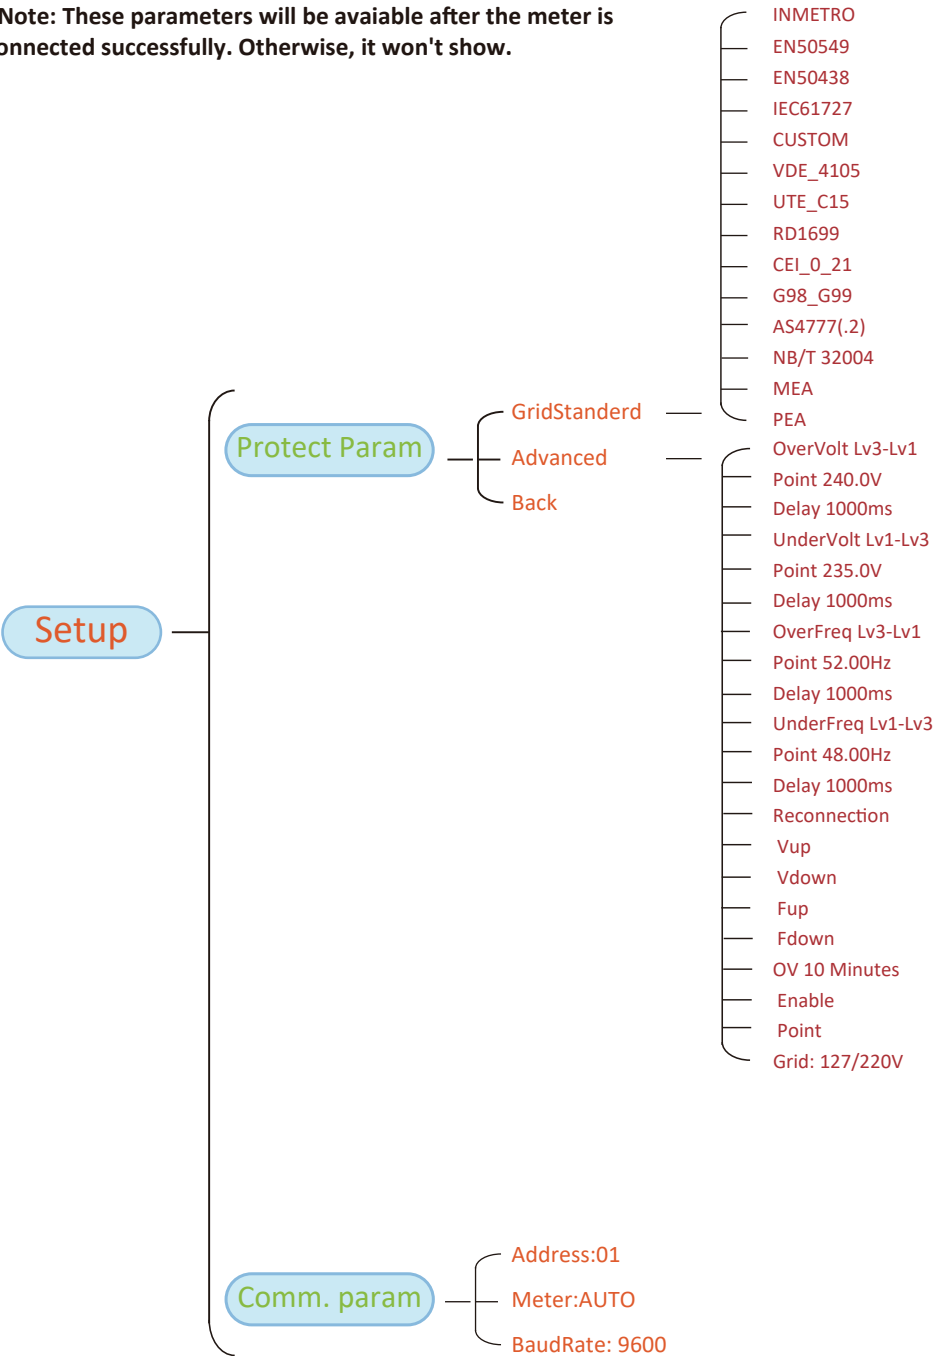 Note: These parameters will be avaiable after the meter is
onnected successfully. Otherwise, it won't show.
INMETRO
EN50549
EN50438
IEC61727
CUSTOM
VDE_4105
UTE_C15
RD1699
CEI_0_21
G98_G99
AS4777(.2)
NB/T 32004
MEA
PEA
Setup
Protect Param
GridStanderd
Advanced
Back
OverVolt Lv3-Lv1
Point 240.0V
Delay 1000ms
UnderVolt Lv1-Lv3
Point 235.0V
Delay 1000ms
OverFreq Lv3-Lv1
Point 52.00Hz
Delay 1000ms
UnderFreq Lv1-Lv3
Point 48.00Hz
Delay 1000ms
Reconnection
Vup
Vdown
Fup
Fdown
OV 10 Minutes
Enable
Point
Grid: 127/220V
Comm. param
Address:01
Meter:AUTO
BaudRate: 9600